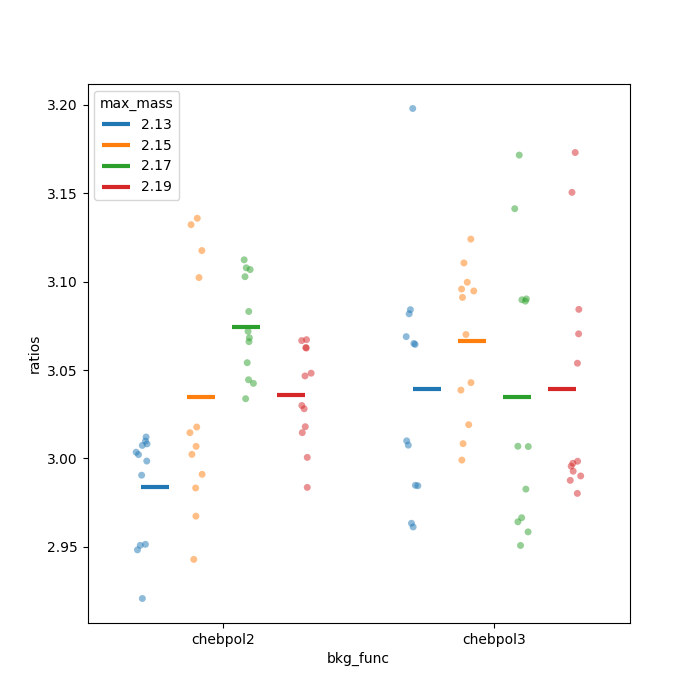 max_mass
2.13
2.15
2.17
2.19
3.20
3.15
3.10
3.05
3.00
2.95
ratios
chebpol2
chebpol3
bkg_func